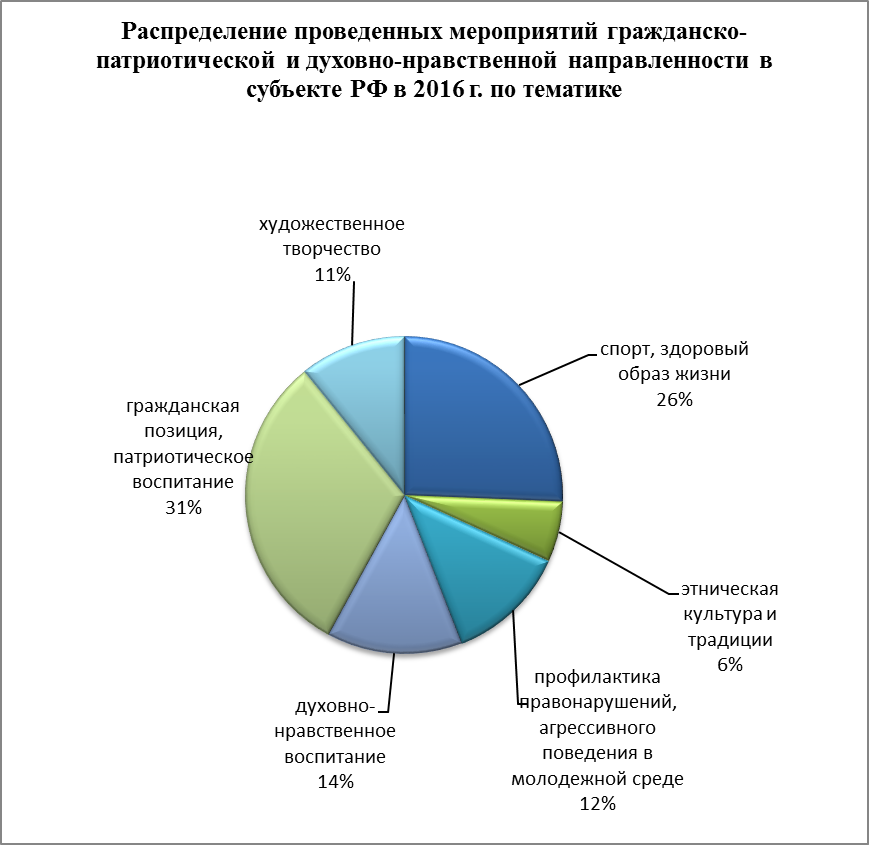 Распределение проведенных мероприятий гражданско-
патриотической и духовно-нравственной направленности в
субъекте РФ в 2016 г. по тематике
художественное
творчество
11%
спорт, здоровый
образ жизни
26%
гражданская
позиция,
патриотическое
воспитание
31%
этническая
культура и
традиции
6%
профилактика
правонарушений,
агрессивного
поведения в
молодежной среде
12%
духовно-
нравственное
воспитание
14%